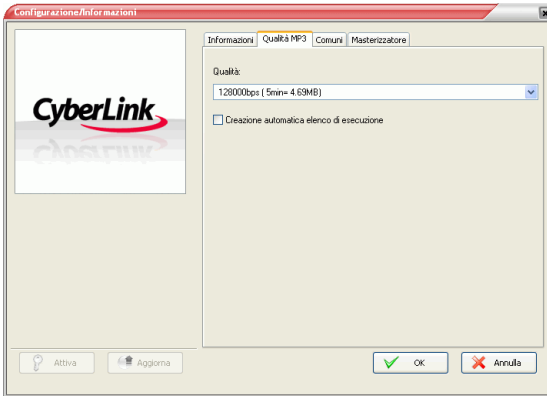 Configurazione/Informazioni
Informazioni Qualità MP3 Comuni Masterizzatore
Qualità:
128000bps ( 5min= 4.69MB)
Creazione automatica elenco di esecuzione
CyberLink
Attiva Aggiorna OK Annulla